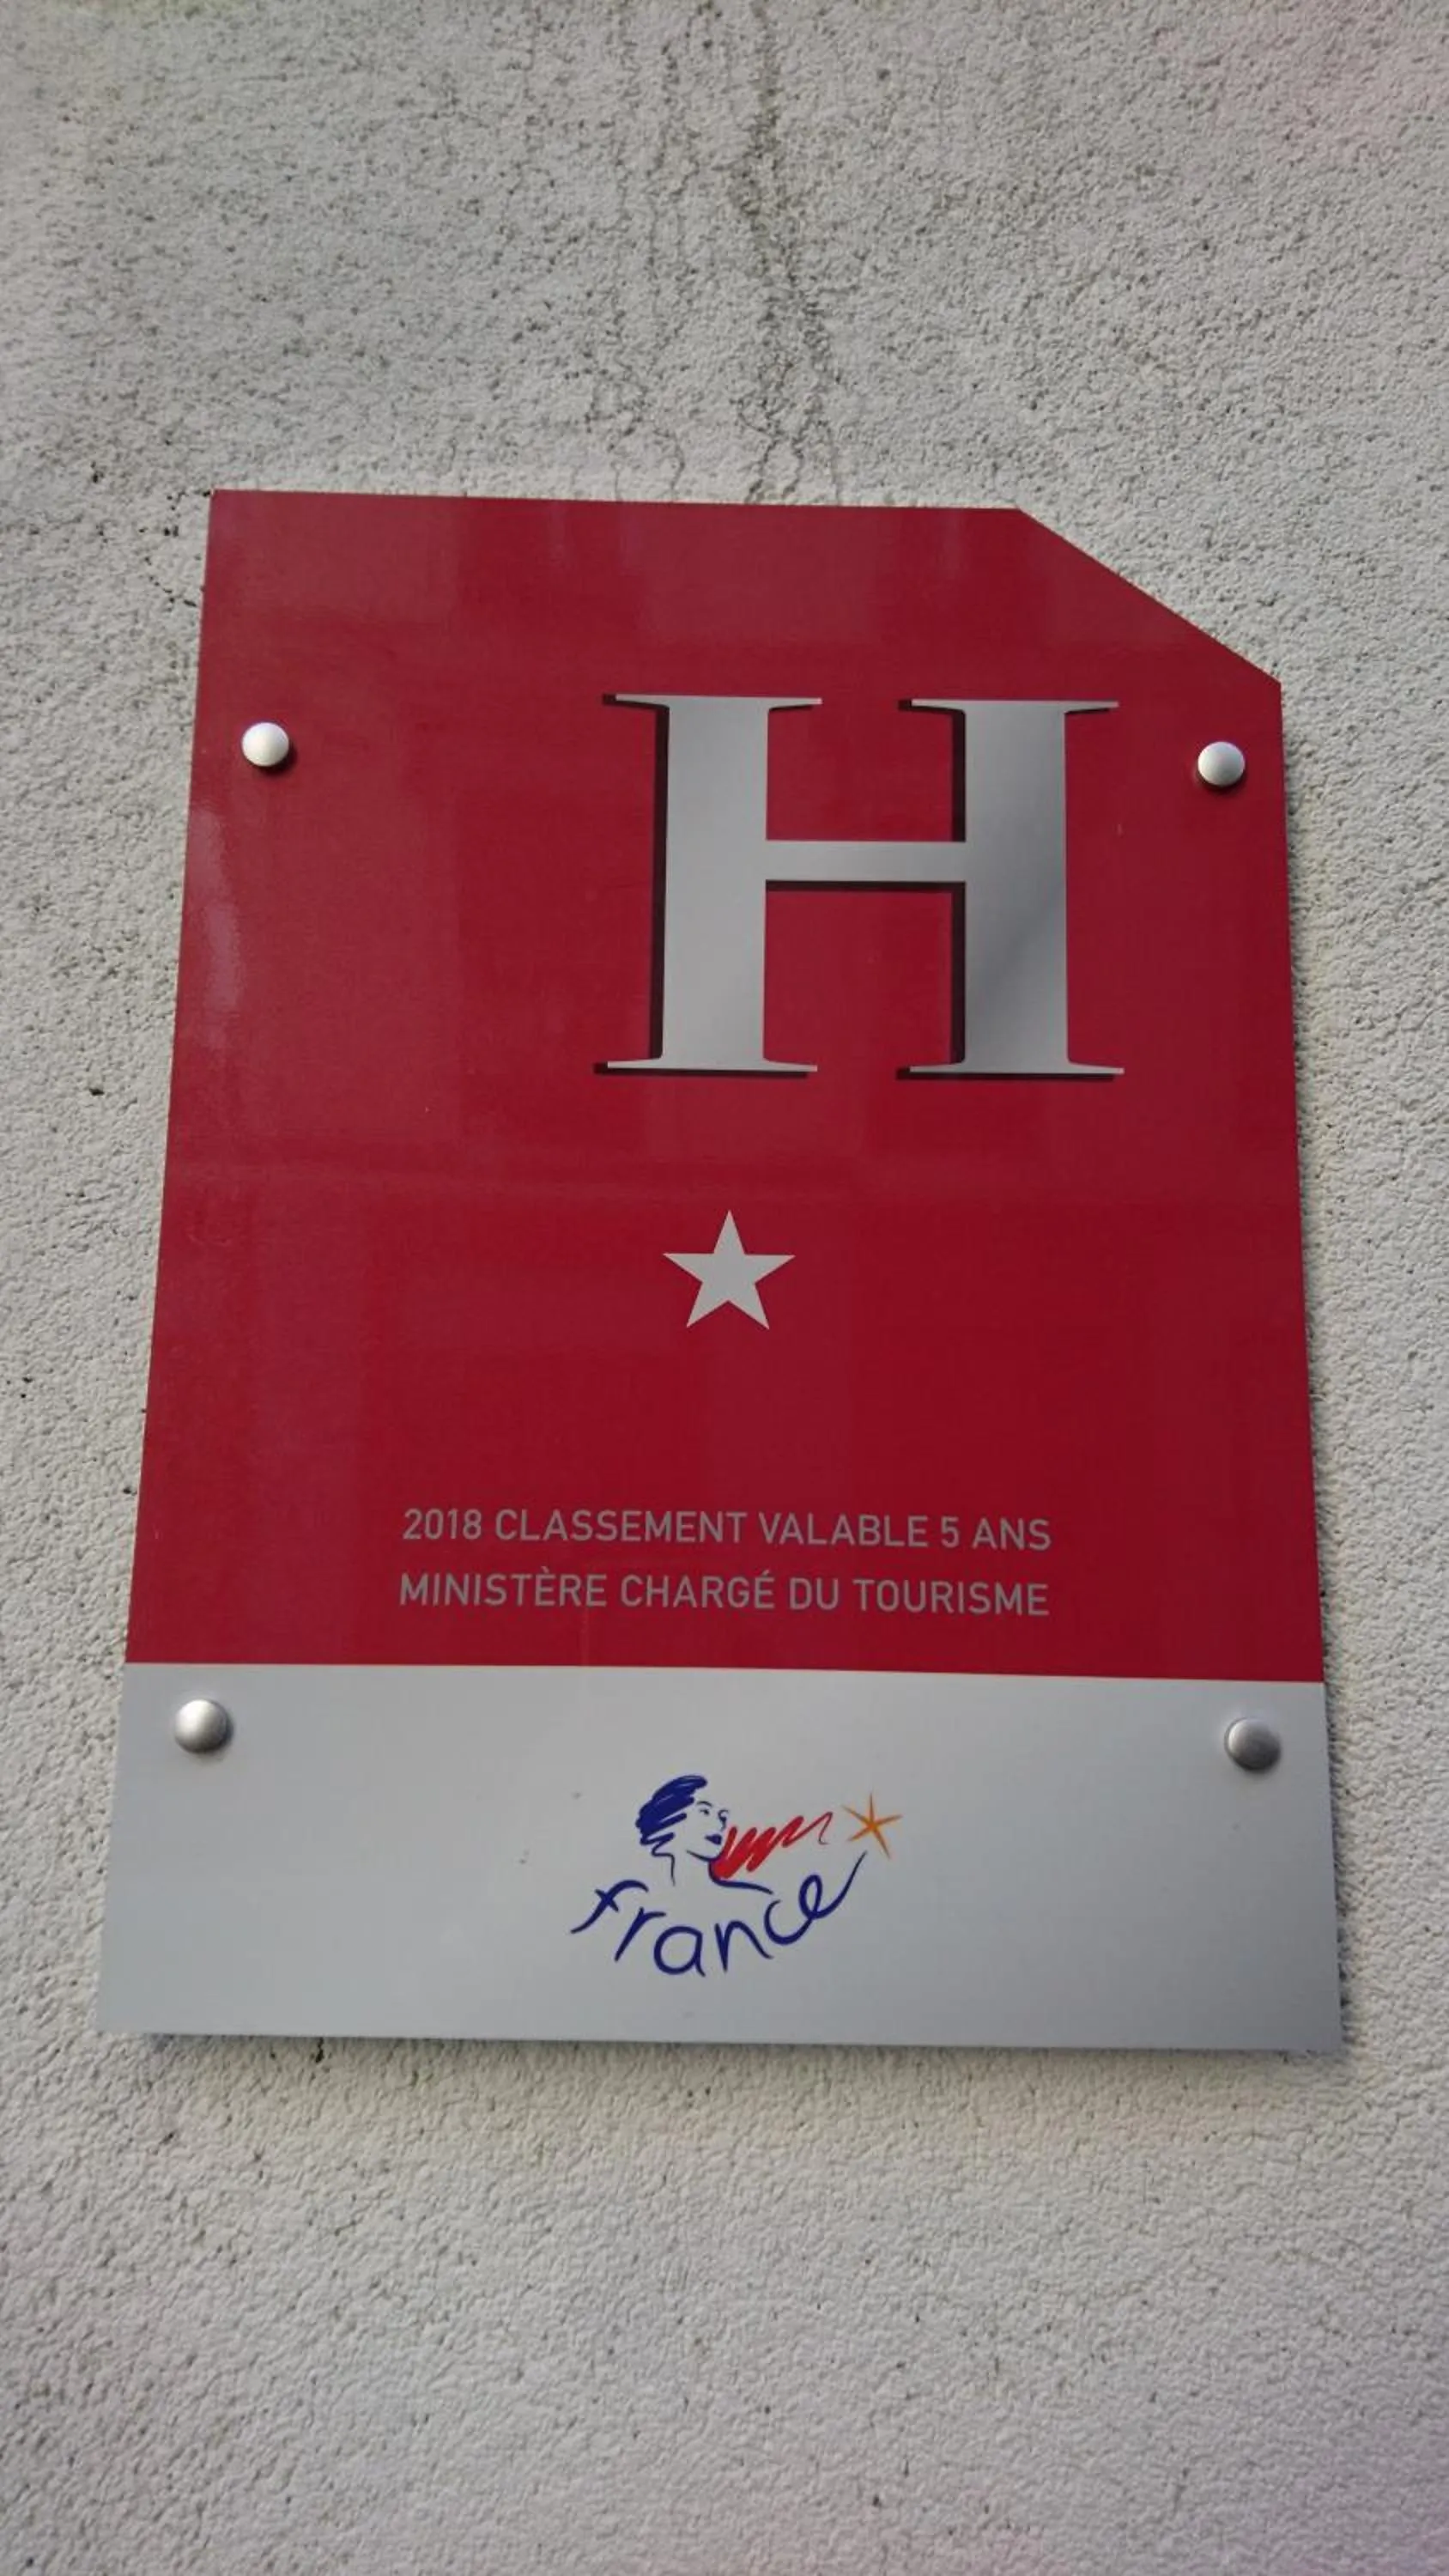 H
2018 CLASSEMENT VALABLE 5 ANS
MINISTÈRE CHARGÉ DU TOURISME
france